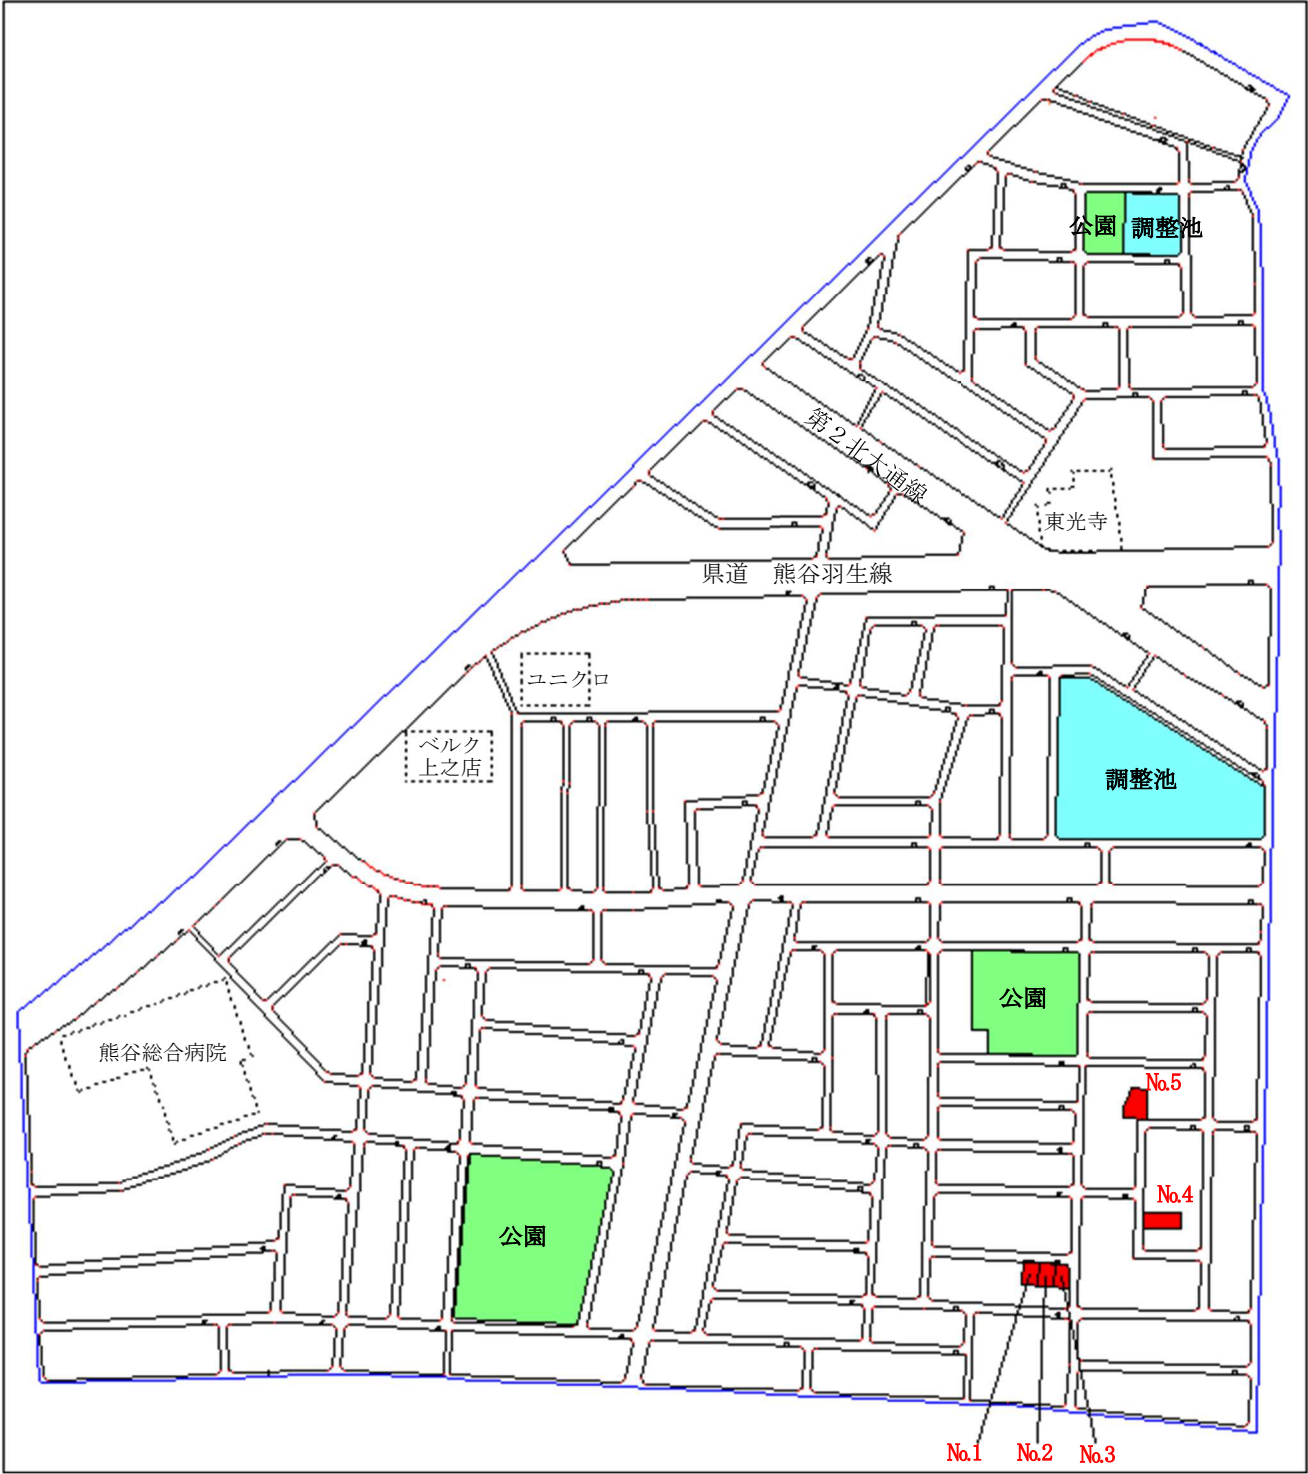 公園
調整池
第2北大通線
東光寺
県道　熊谷羽生線
ユニクロ
ベルク
上之店
調整池
公園
熊谷総合病院
No.5
No.4
公園
No.1
No.2
No.3